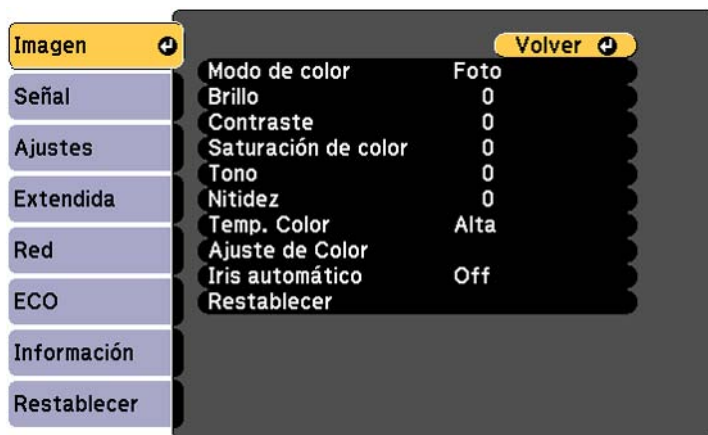 Imagen
Señal
Ajustes
Extendida
Red
ECO
Información
Restablecer
Volver
Modo de color Foto
Brillo 0
Contraste 0
Saturación de color 0
Tono 0
Nitidez 0
Temp. Color Alta
Ajuste de Color
Iris automático Off
Restablecer